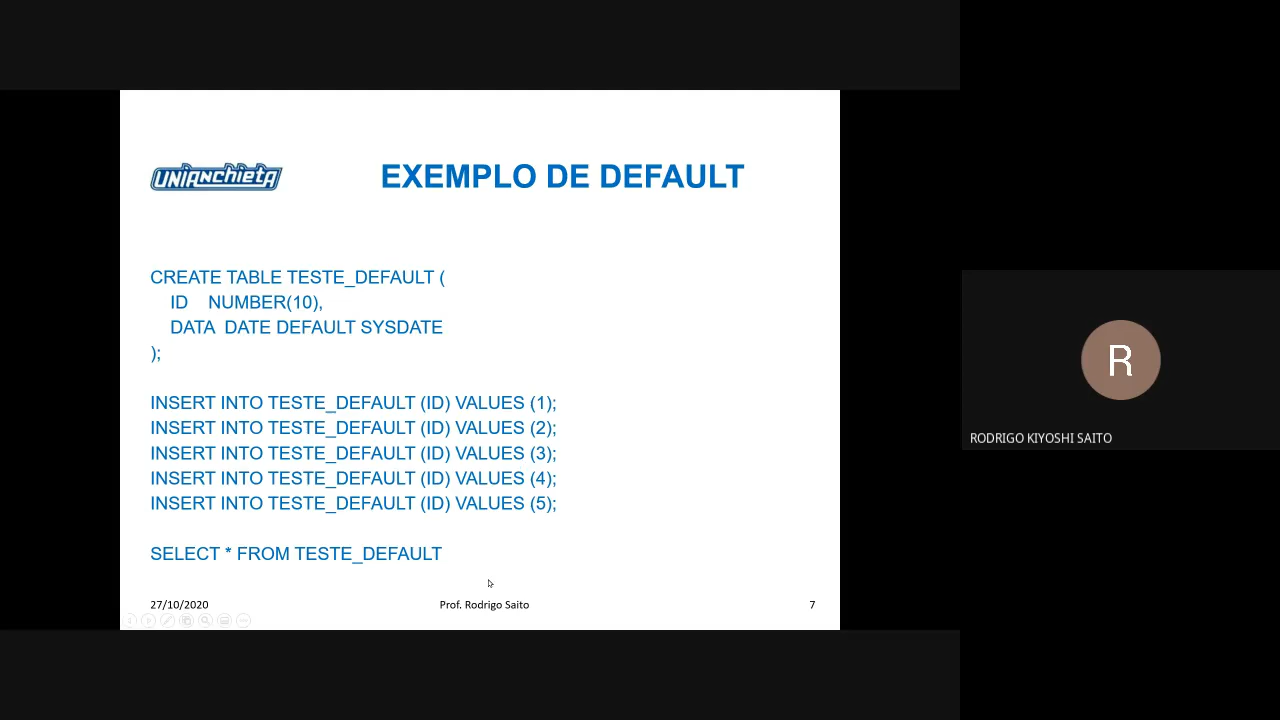 UNIANCHIETA
EXEMPLO DE DEFAULT
CREATE TABLE TESTE_DEFAULT (
ID NUMBER(10),
DATA DATE DEFAULT SYSDATE
);
INSERT INTO TESTE_DEFAULT (ID) VALUES (1);
INSERT INTO TESTE_DEFAULT (ID) VALUES (2);
INSERT INTO TESTE_DEFAULT (ID) VALUES (3);
INSERT INTO TESTE_DEFAULT (ID) VALUES (4);
INSERT INTO TESTE_DEFAULT (ID) VALUES (5);
SELECT * FROM TESTE_DEFAULT
27/10/2020 Prof. Rodrigo Saito 7
R
RODRIGO KIYOSHI SAITO